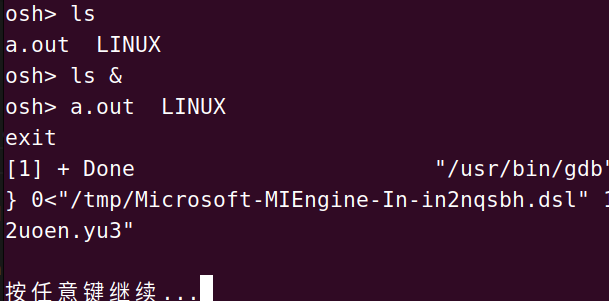 osh> ls
a.out  LINUX
osh> ls &
osh> a.out  LINUX
exit
[1] + Done                       "/usr/bin/gdb"
} 0<"/tmp/Microsoft-MIEngine-In-in2nqsbh.dsl" 1
2uoen.yu3"
按任意键继续...